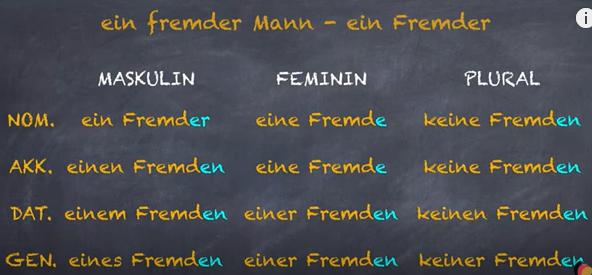 ein fremder Mann - ein Fremder
MASKULIN FEMININ PLURAL
NOM. ein Fremder eine Fremde keine Fremden
AKK. einen Fremden eine Fremde keine Fremden
DAT. einem Fremden einer Fremden keinen Fremden
GEN. eines Fremden einer Fremden keiner Fremden